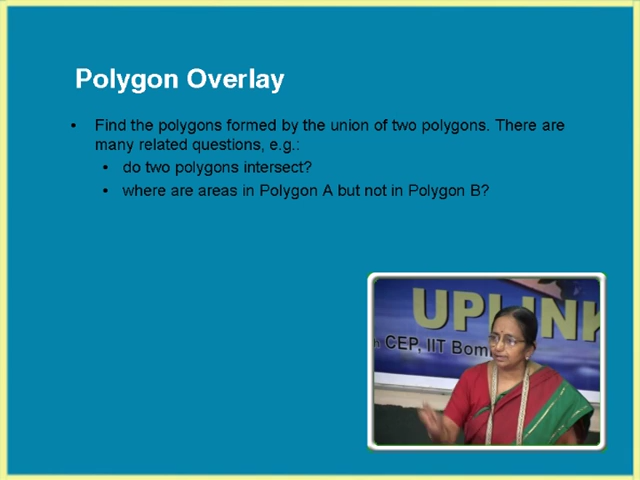 Polygon Overlay
• Find the polygons formed by the union of two polygons. There are
many related questions, e.g.:
• do two polygons intersect?
• where are areas in Polygon A but not in Polygon B?
UPLINK
CEP, IIT Bom